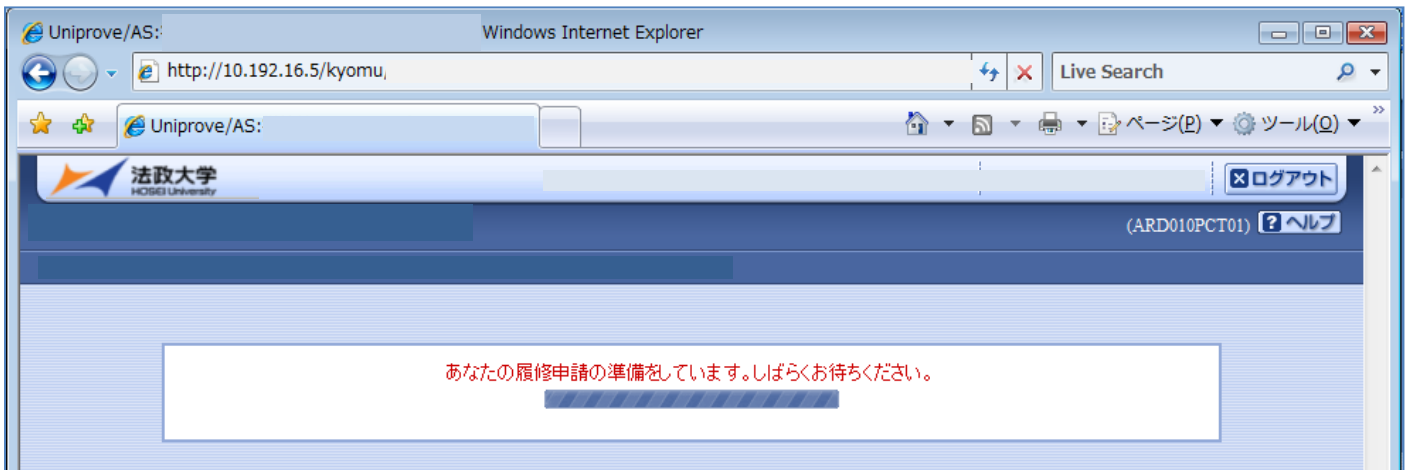 Uniprove/AS: Windows Internet Explorer
http://10.192.16.5/kyomu
Live Search
Uniprove/AS:
ページ(P) ツール(O)
法政大学
HOSEI University
ログアウト
(ARD010PCT01) ? ヘルプ
あなたの履修申請の準備をしています。しばらくお待ちください。